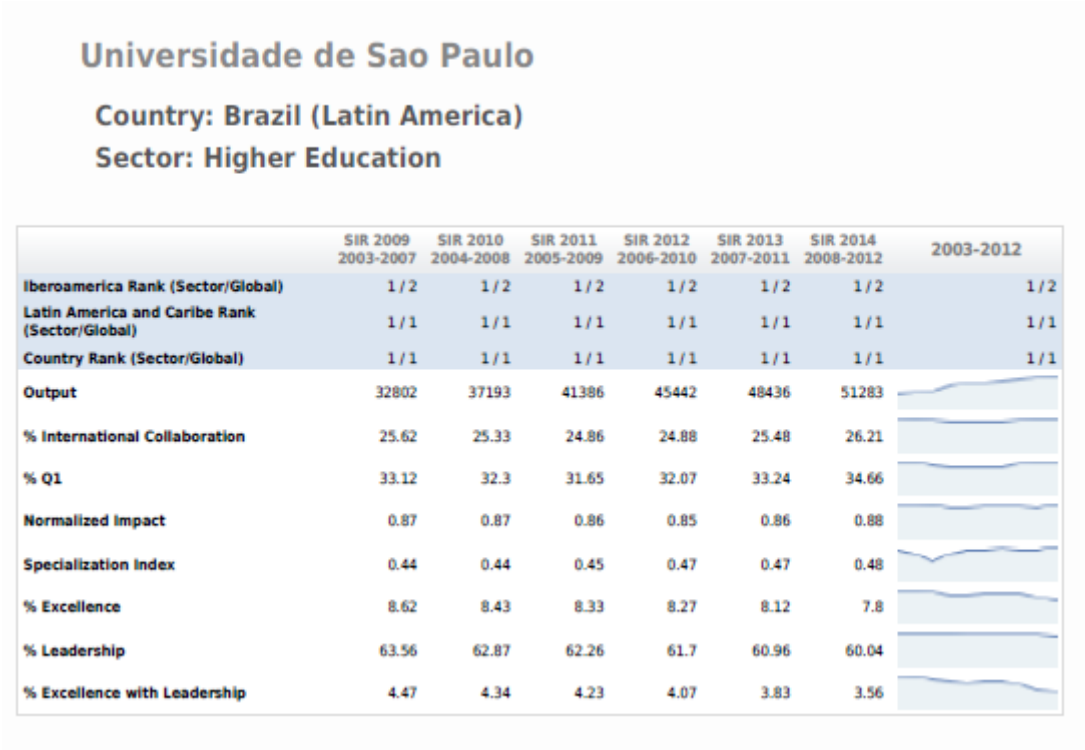 Universidade de Sao Paulo
Country: Brazil (Latin America)
Sector: Higher Education
SIR 2009 SIR 2010 SIR 2011 SIR 2012 SIR 2013 SIR 2014 2003-2012
2003-2007 2004-2008 2005-2009 2006-2010 2007-2011 2008-2012
Iberoamerica Rank (Sector/Global) 1 / 2 1 / 2 1 / 2 1 / 2 1 / 2 1 / 2 1 / 2
Latin America and Caribe Rank
(Sector/Global) 1 / 1 1 / 1 1 / 1 1 / 1 1 / 1 1 / 1 1 / 1
Country Rank (Sector/Global) 1 / 1 1 / 1 1 / 1 1 / 1 1 / 1 1 / 1 1 / 1
Output 32802 37193 41386 45442 48436 51283
% International Collaboration 25.62 25.33 24.86 24.88 25.48 26.21
% Q1 33.12 32.3 31.65 32.07 33.24 34.66
Normalized Impact 0.87 0.87 0.86 0.85 0.86 0.88
Specialization Index 0.44 0.44 0.45 0.47 0.47 0.48
% Excellence 8.62 8.43 8.33 8.27 8.12 7.8
% Leadership 63.56 62.87 62.26 61.7 60.96 60.04
% Excellence with Leadership 4.47 4.34 4.23 4.07 3.83 3.56